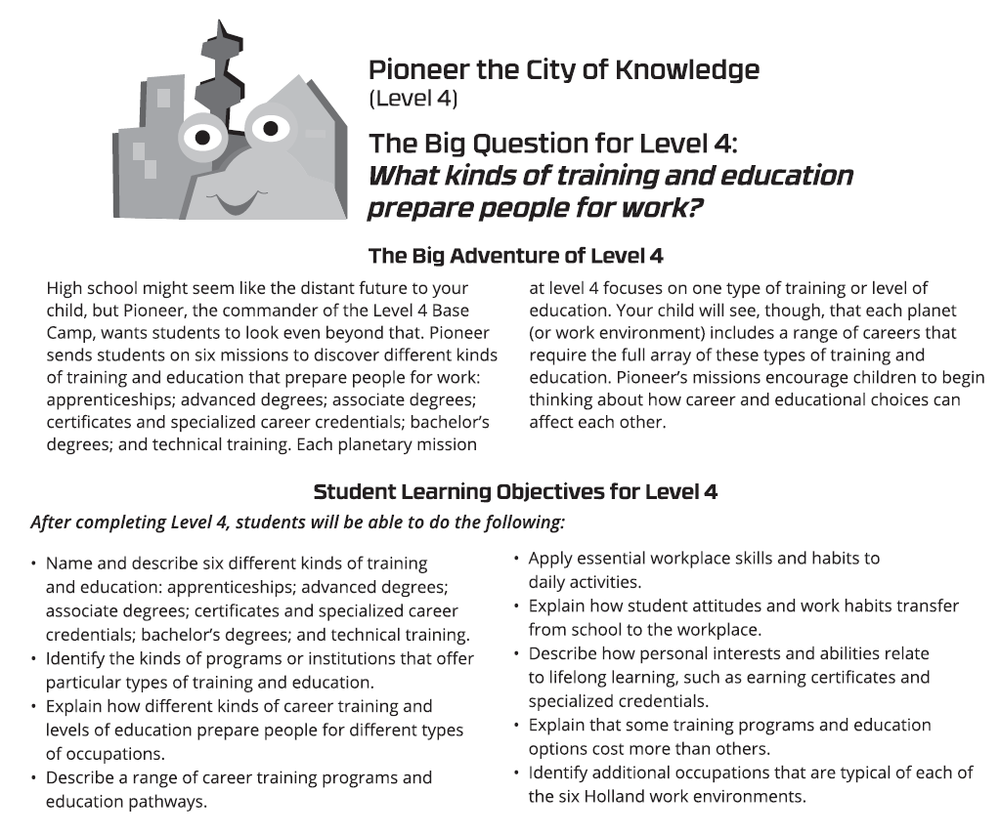 Pioneer the City of Knowledge
(Level 4)
The Big Question for Level 4:
What kinds of training and education
prepare people for work?
The Big Adventure of Level 4
High school might seem like the distant future to your
child, but Pioneer, the commander of the Level 4 Base
Camp, wants students to look even beyond that. Pioneer
sends students on six missions to discover different kinds
of training and education that prepare people for work:
apprenticeships; advanced degrees; associate degrees;
certificates and specialized career credentials; bachelor's
degrees; and technical training. Each planetary mission
at level 4 focuses on one type of training or level of
education. Your child will see, though, that each planet
(or work environment) includes a range of careers that
require the full array of these types of training and
education. Pioneer's missions encourage children to begin
thinking about how career and educational choices can
affect each other.
Student Learning Objectives for Level 4
After completing Level 4, students will be able to do the following:
• Name and describe six different kinds of training
and education: apprenticeships; advanced degrees;
associate degrees; certificates and specialized career
credentials; bachelor's degrees; and technical training.
• Identify the kinds of programs or institutions that offer
particular types of training and education.
• Explain how different kinds of career training and
levels of education prepare people for different types
of occupations.
• Describe a range of career training programs and
education pathways.
• Apply essential workplace skills and habits to
daily activities.
• Explain how student attitudes and work habits transfer
from school to the workplace.
• Describe how personal interests and abilities relate
to lifelong learning, such as earning certificates and
specialized credentials.
• Explain that some training programs and education
options cost more than others.
• Identify additional occupations that are typical of each of
the six Holland work environments.